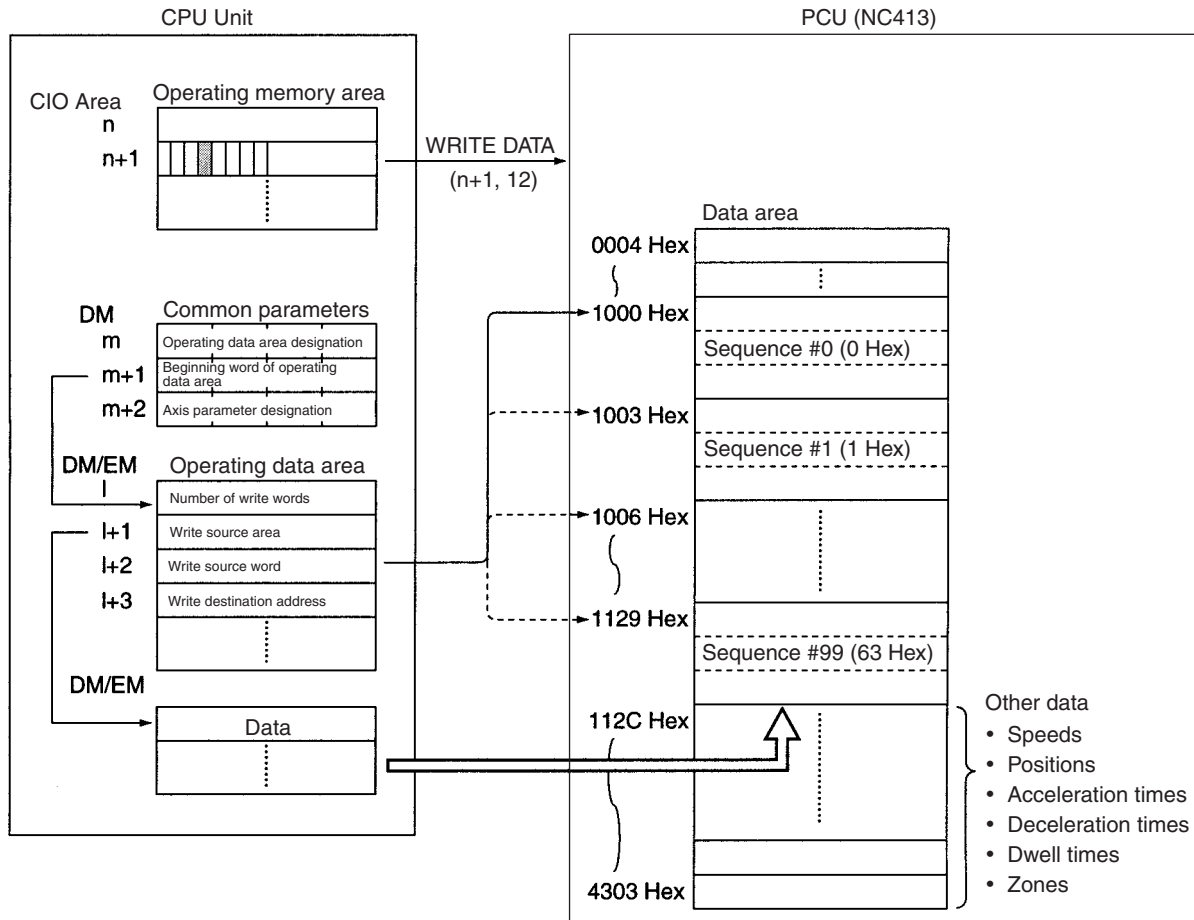 CPU Unit
PCU (NC413)
CIO Area
Operating memory area
n
n+1
WRITE DATA
(n+1, 12)
Data area
0004 Hex
1000 Hex
Sequence #0 (0 Hex)
1003 Hex
Sequence #1 (1 Hex)
1006 Hex
1129 Hex
Sequence #99 (63 Hex)
112C Hex
4303 Hex
DM
Common parameters
m
Operating data area designation
m+1
Beginning word of operating
data area
m+2
Axis parameter designation
DM/EM
Operating data area
l
Number of write words
l+1
Write source area
l+2
Write source word
l+3
Write destination address
DM/EM
Data
Other data
• Speeds
• Positions
• Acceleration times
• Deceleration times
• Dwell times
• Zones